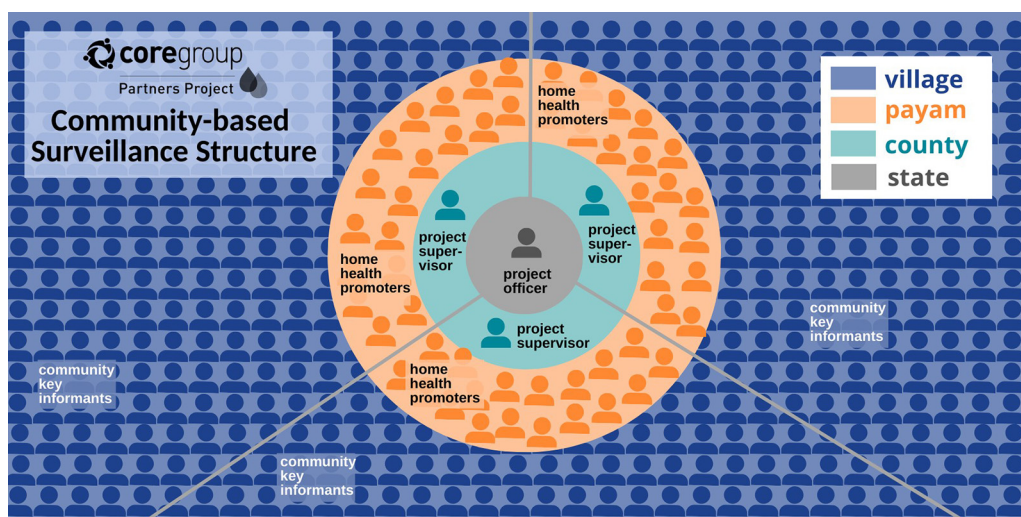 coregroup
Partners Project
Community-based
Surveillance Structure
village
payam
county
state
home
health
promoters
project
super-
visor
project
super-
visor
project
officer
home
health
promoters
project
supervisor
home
health
promoters
community
key
informants
community
key
informants
community
key
informants